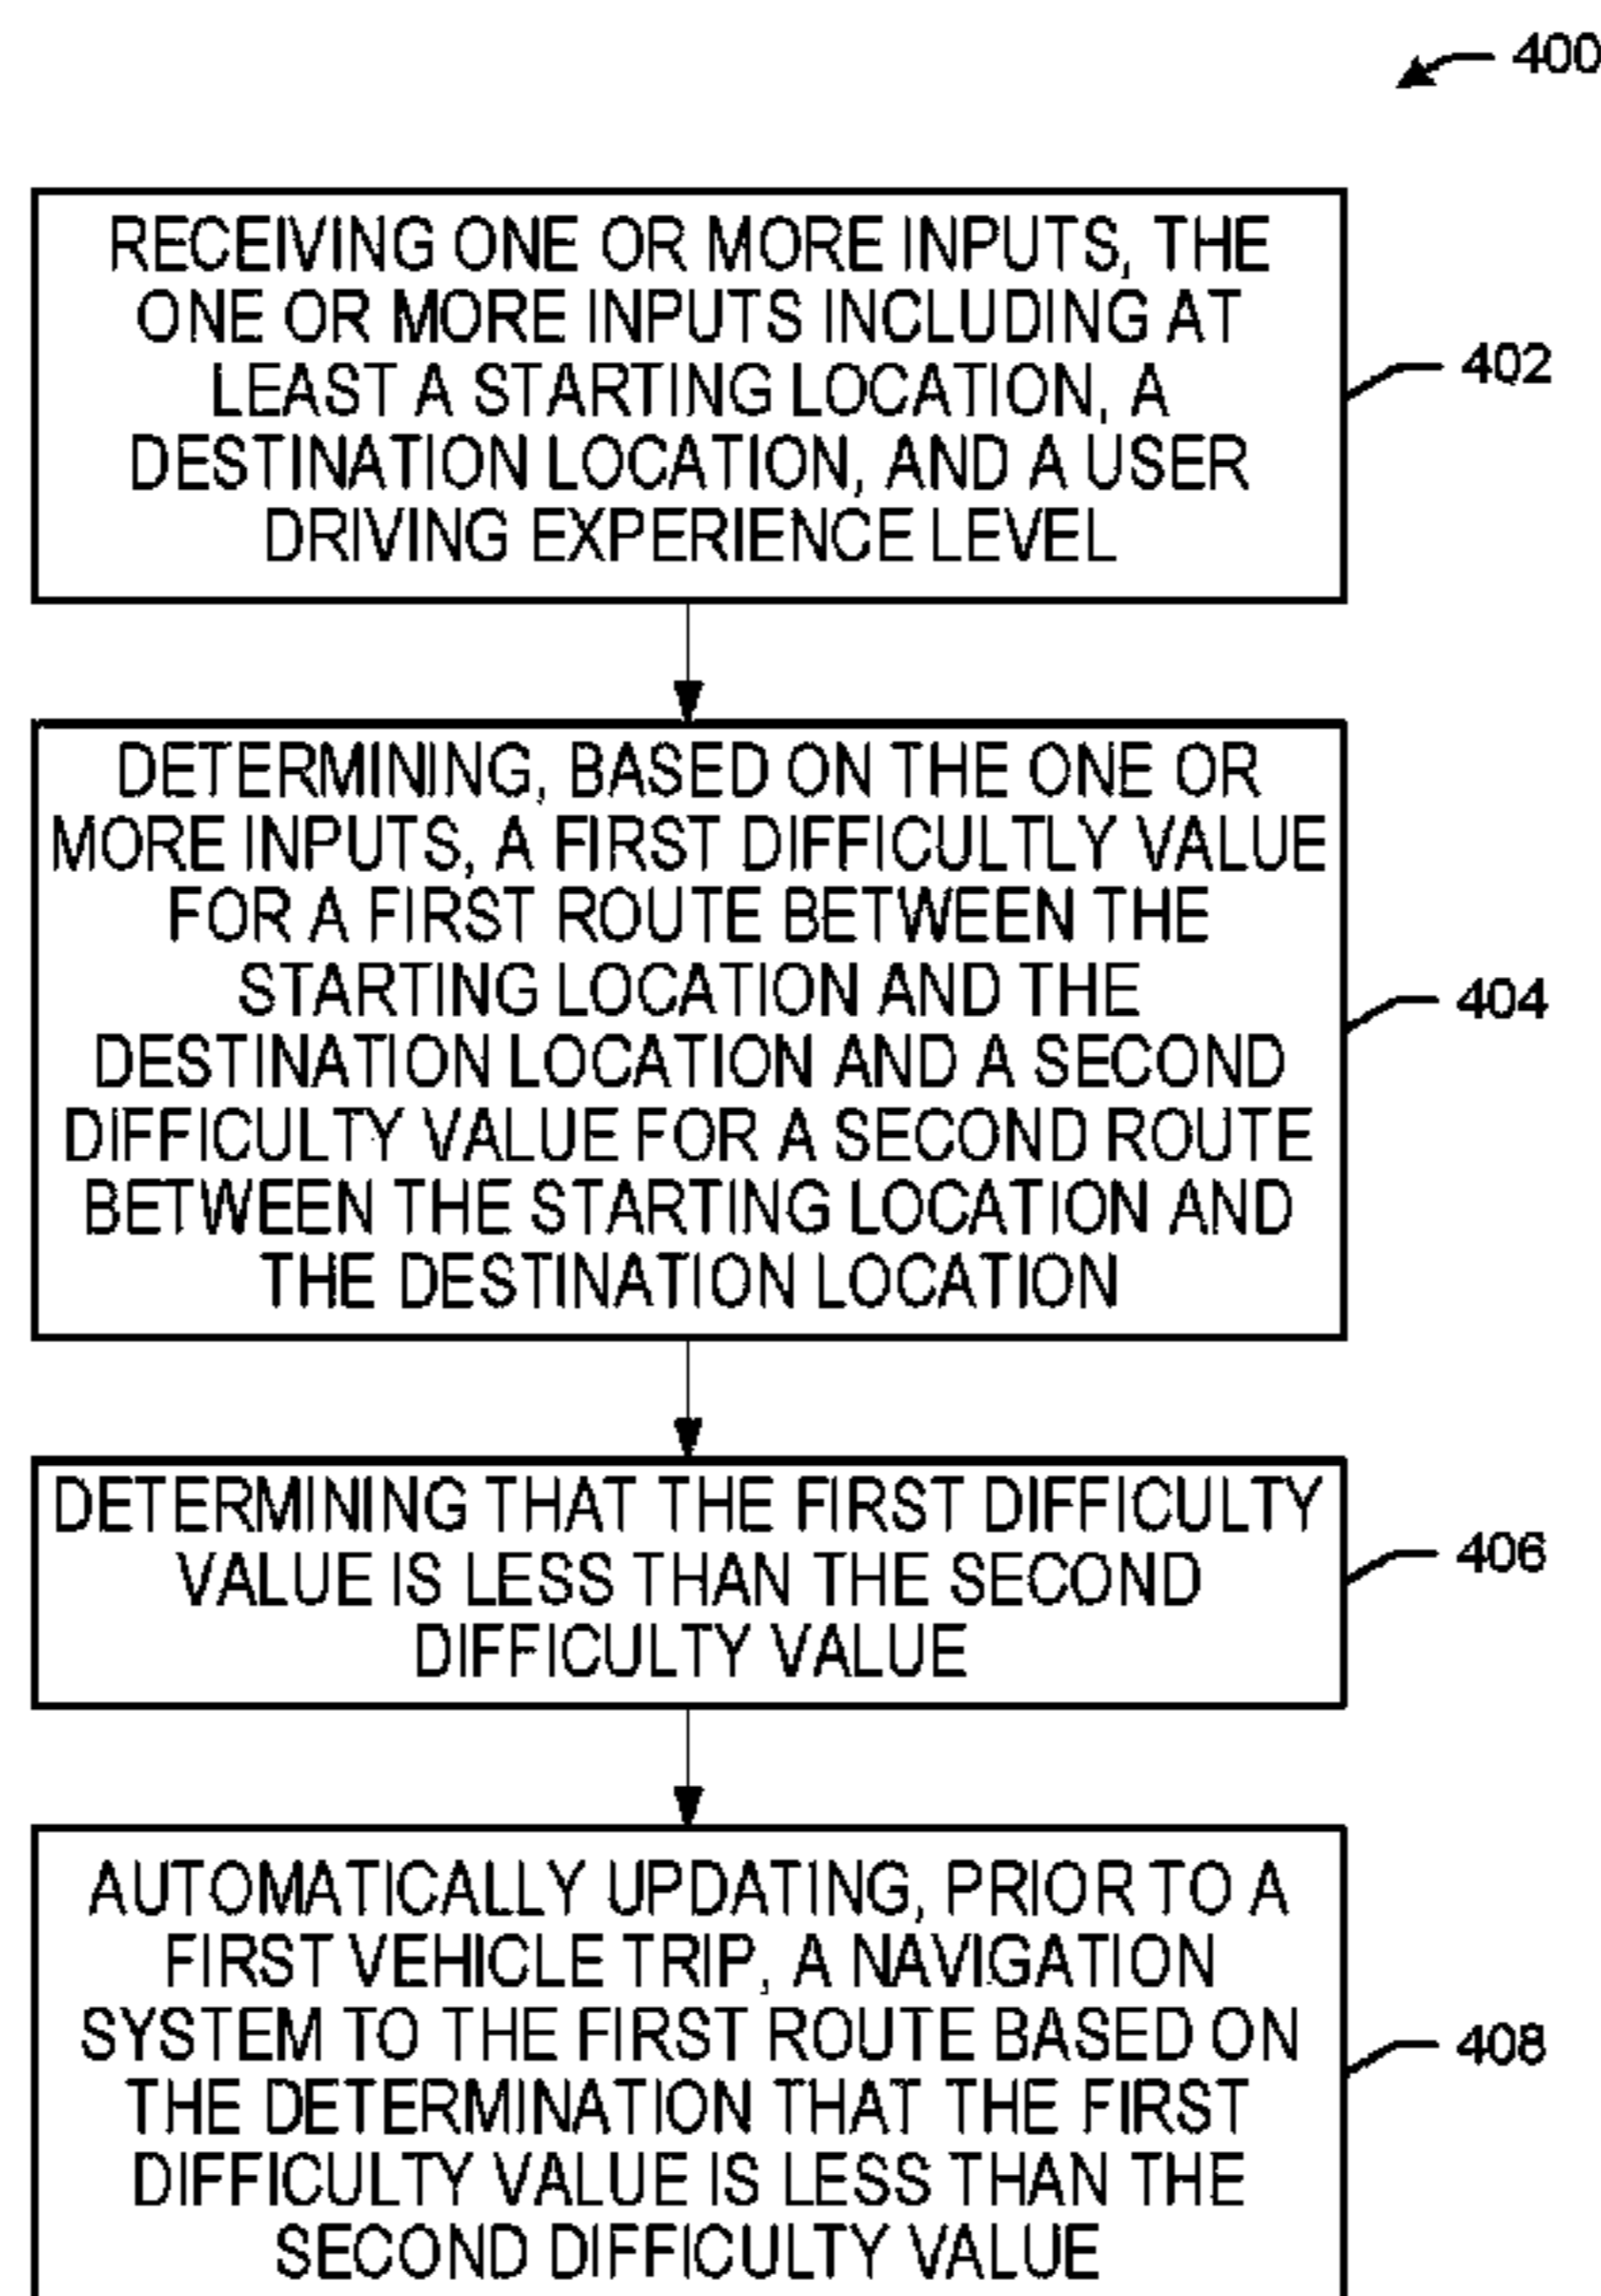 400
RECEIVING ONE OR MORE INPUTS, THE
ONE OR MORE INPUTS INCLUDING AT
LEAST A STARTING LOCATION, A
DESTINATION LOCATION, AND A USER
DRIVING EXPERIENCE LEVEL
402
DETERMINING, BASED ON THE ONE OR
MORE INPUTS, A FIRST DIFFICULTLY VALUE
FOR A FIRST ROUTE BETWEEN THE
STARTING LOCATION AND THE
DESTINATION LOCATION AND A SECOND
DIFFICULTY VALUE FOR A SECOND ROUTE
BETWEEN THE STARTING LOCATION AND
THE DESTINATION LOCATION
404
DETERMINING THAT THE FIRST DIFFICULTY
VALUE IS LESS THAN THE SECOND
DIFFICULTY VALUE
406
AUTOMATICALLY UPDATING, PRIOR TO A
FIRST VEHICLE TRIP, A NAVIGATION
SYSTEM TO THE FIRST ROUTE BASED ON
THE DETERMINATION THAT THE FIRST
DIFFICULTY VALUE IS LESS THAN THE
SECOND DIFFICULTY VALUE
408